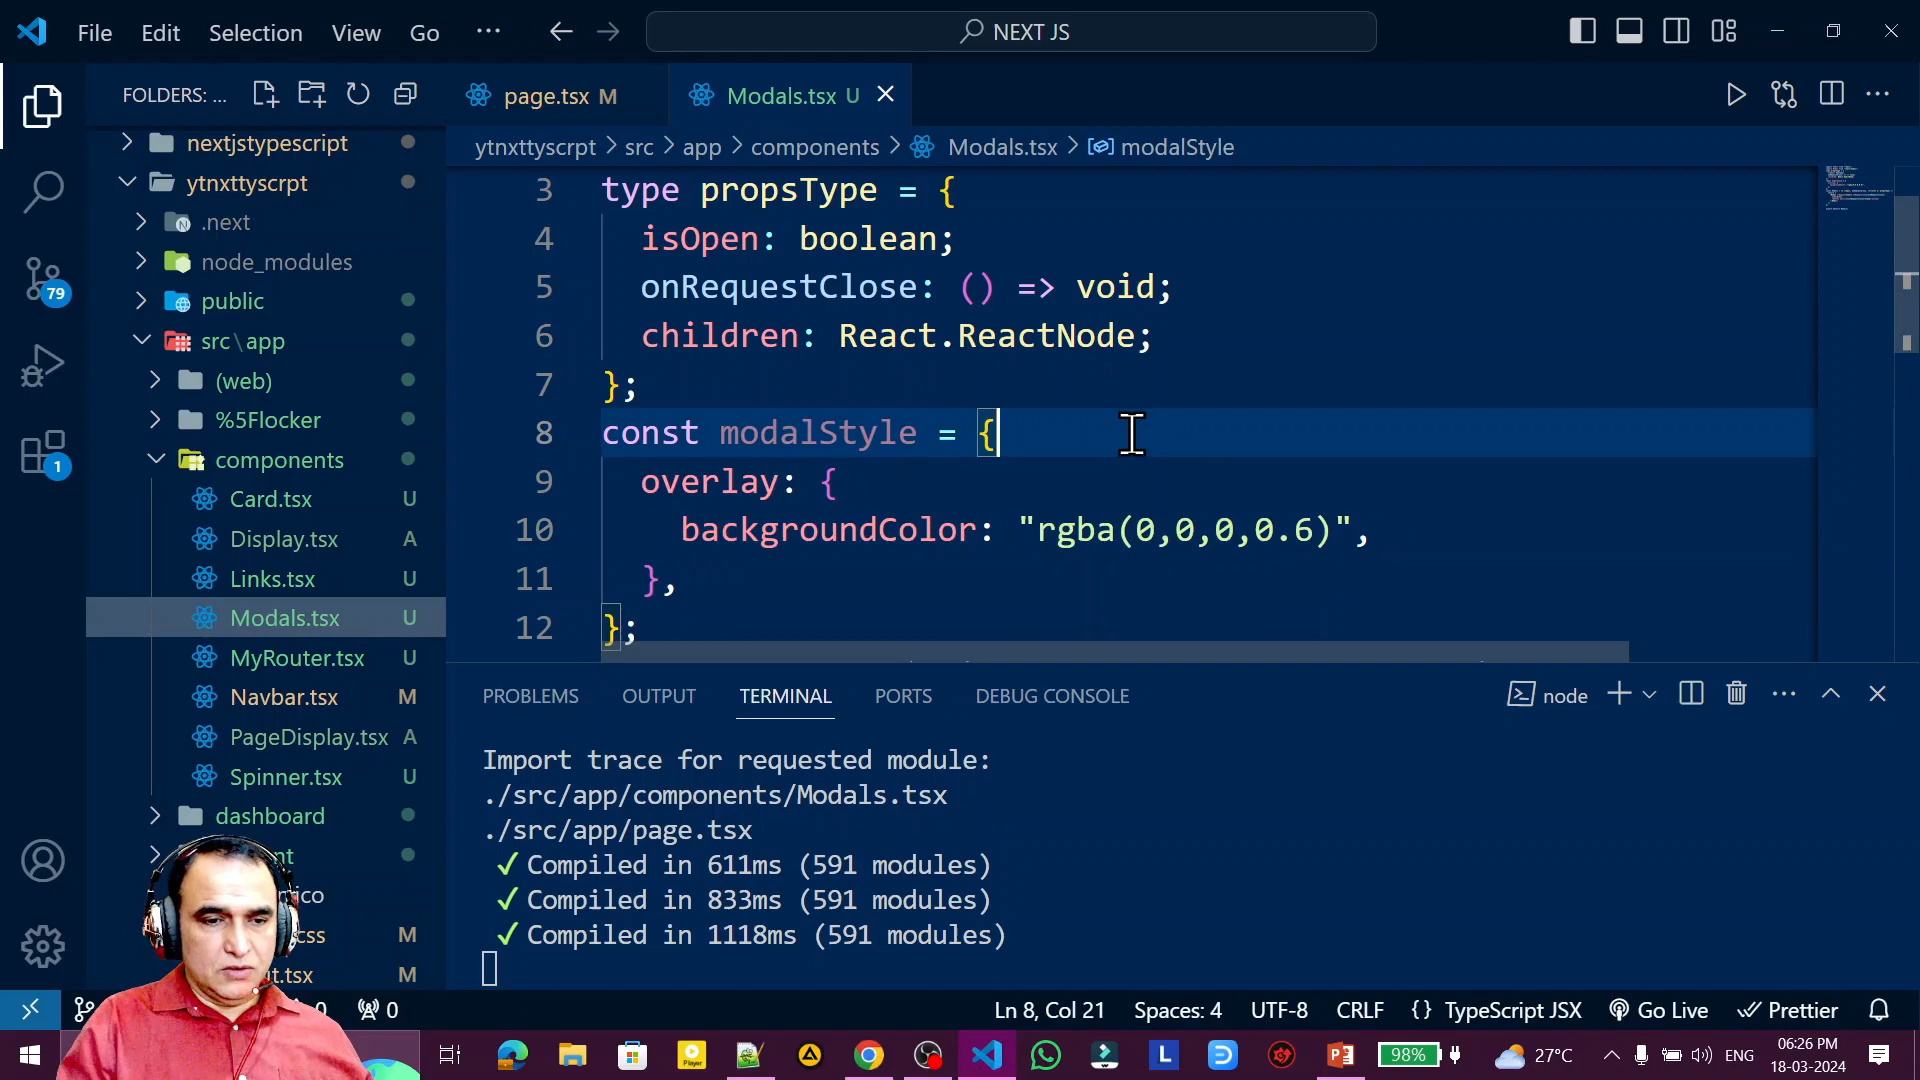 File Edit Selection View Go ... NEXT JS
FOLDERS: ...
page.tsx M
Modals.tsx U
ytnxttyscrpt > src > app > components > Modals.tsx > modalStyle
nextjstypescript
ytnxttyscrpt
.next
node_modules
public
src\app
(web)
%5Flocker
components
Card.tsx U
Display.tsx A
Links.tsx U
Modals.tsx U
MyRouter.tsx U
Navbar.tsx M
PageDisplay.tsx A
Spinner.tsx U
dashboard
79
1
3 type propsType = {
4 isOpen: boolean;
5 onRequestClose: () => void;
6 children: React.ReactNode;
7 };
8 const modalStyle = {
9 overlay: {
10 backgroundColor: "rgba(0,0,0,0.6)",
11 },
12 };
PROBLEMS OUTPUT TERMINAL PORTS DEBUG CONSOLE
node
Import trace for requested module:
./src/app/components/Modals.tsx
./src/app/page.tsx
✓ Compiled in 611ms (591 modules)
✓ Compiled in 833ms (591 modules)
✓ Compiled in 1118ms (591 modules)
0 0
Ln 8, Col 21 Spaces: 4 UTF-8 CRLF {} TypeScript JSX Go Live Prettier
98% 27°C ENG
06:26 PM
18-03-2024